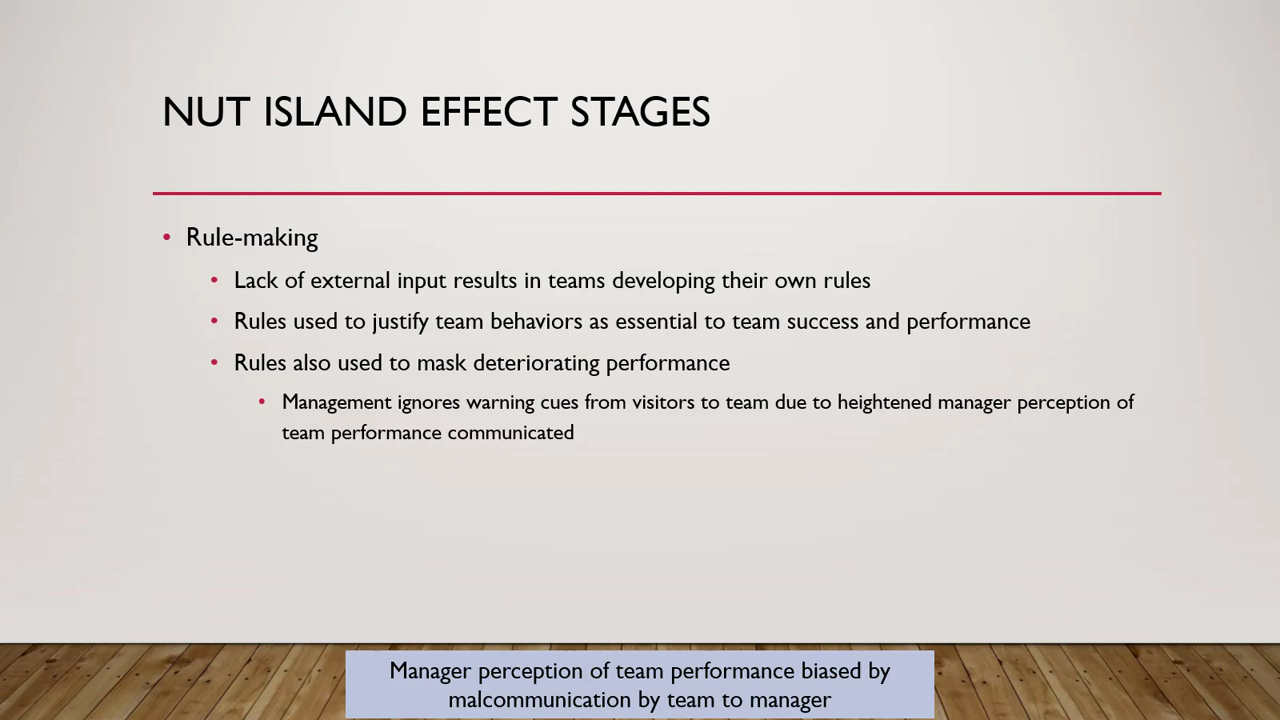 NUT ISLAND EFFECT STAGES
• Rule-making
• Lack of external input results in teams developing their own rules
• Rules used to justify team behaviors as essential to team success and performance
• Rules also used to mask deteriorating performance
• Management ignores warning cues from visitors to team due to heightened manager perception of
team performance communicated
Manager perception of team performance biased by
malcommunication by team to manager